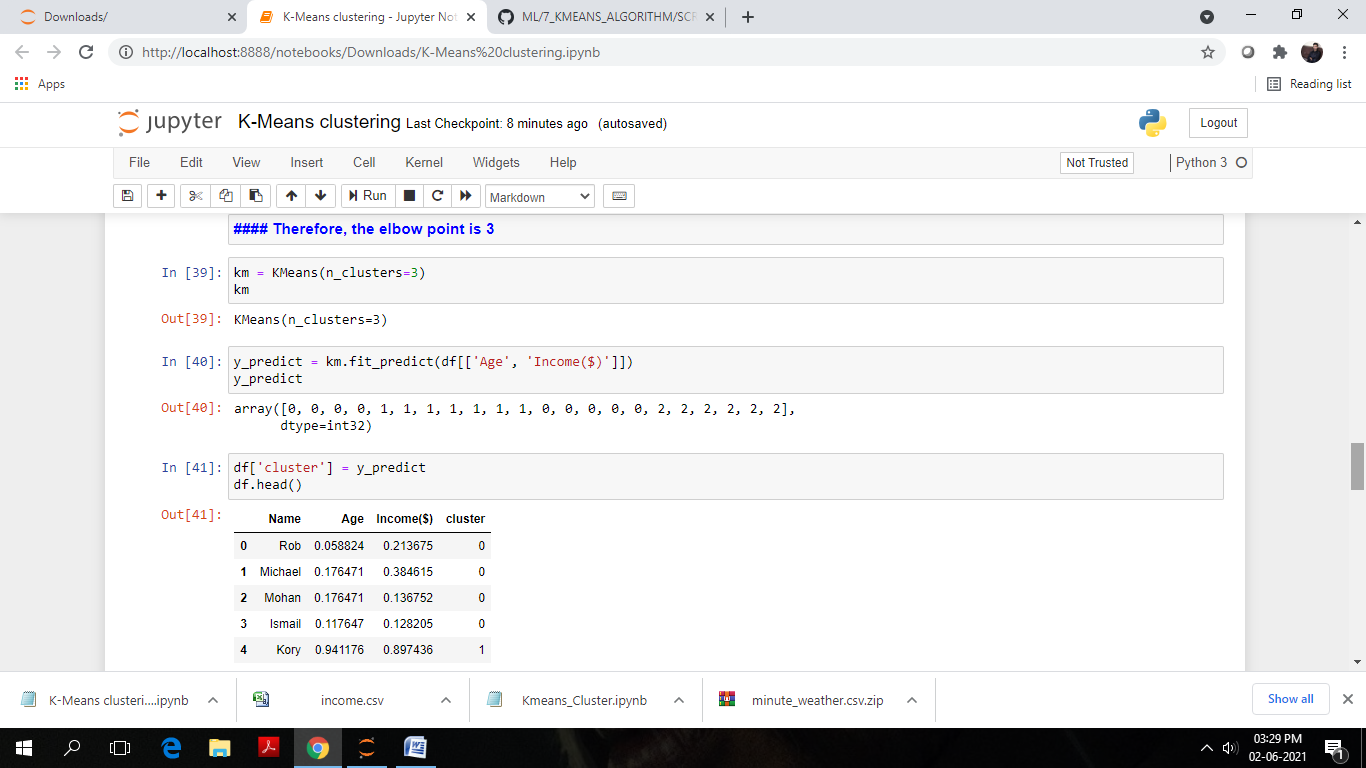 Downloads/
K-Means clustering - Jupyter Not
ML/7_KMEANS_ALGORITHM/SCR
http://localhost:8888/notebooks/Downloads/K-Means%20clustering.ipynb
Apps
Reading list
jupyter K-Means clustering Last Checkpoint: 8 minutes ago (autosaved)
Logout
File Edit View Insert Cell Kernel Widgets Help
Not Trusted
Python 3
Run
Markdown
#### Therefore, the elbow point is 3
In [39]: km = KMeans(n_clusters=3)
km
Out[39]: KMeans(n_clusters=3)
In [40]: y_predict = km.fit_predict(df[['Age', 'Income($)']])
y_predict
Out[40]: array([0, 0, 0, 0, 1, 1, 1, 1, 1, 1, 1, 0, 0, 0, 0, 0, 2, 2, 2, 2, 2, 2],
dtype=int32)
In [41]: df['cluster'] = y_predict
df.head()
Out[41]:
Name Age Income($) cluster
0 Rob 0.058824 0.213675 0
1 Michael 0.176471 0.384615 0
2 Mohan 0.176471 0.136752 0
3 Ismail 0.117647 0.128205 0
4 Kory 0.941176 0.897436 1
K-Means clusteri....ipynb
income.csv
Kmeans_Cluster.ipynb
minute_weather.csv.zip
Show all
03:29 PM
02-06-2021
1